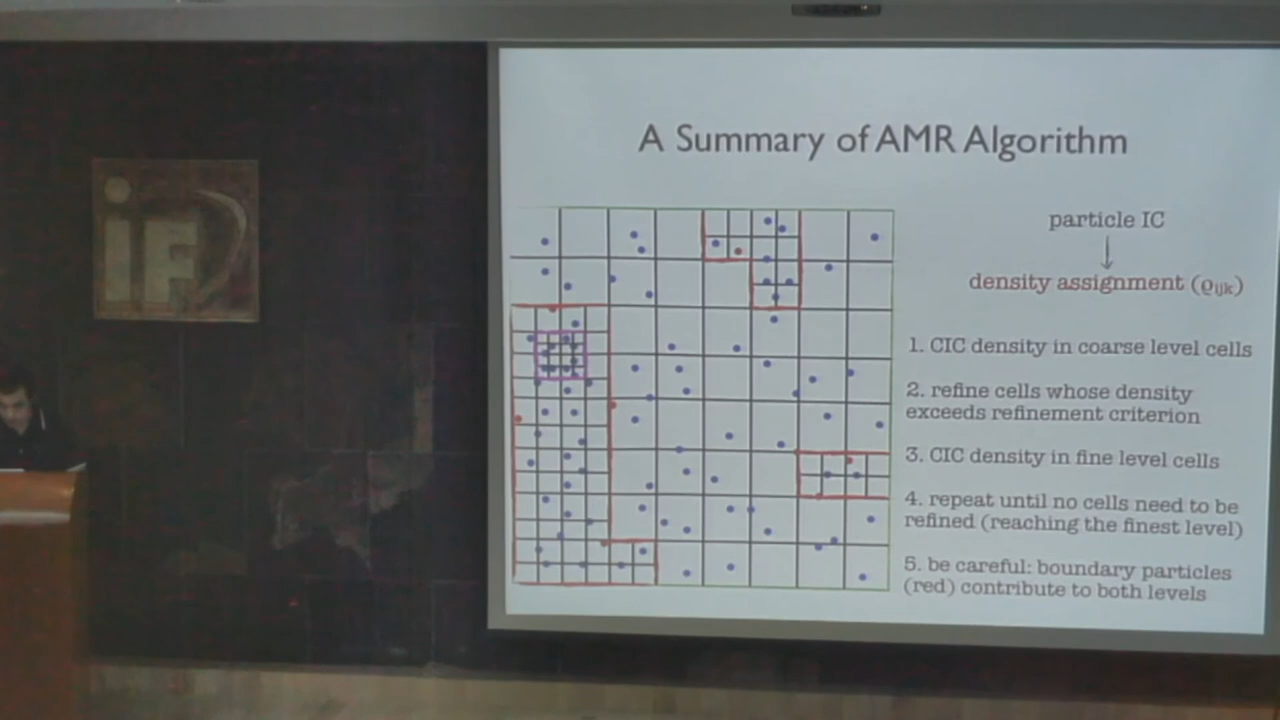 iF
A Summary of AMR Algorithm
particle IC
density assignment (ϱijk)
1. CIC density in coarse level cells
2. refine cells whose density
exceeds refinement criterion
3. CIC density in fine level cells
4. repeat until no cells need to be
refined (reaching the finest level)
5. be careful: boundary particles
(red) contribute to both levels